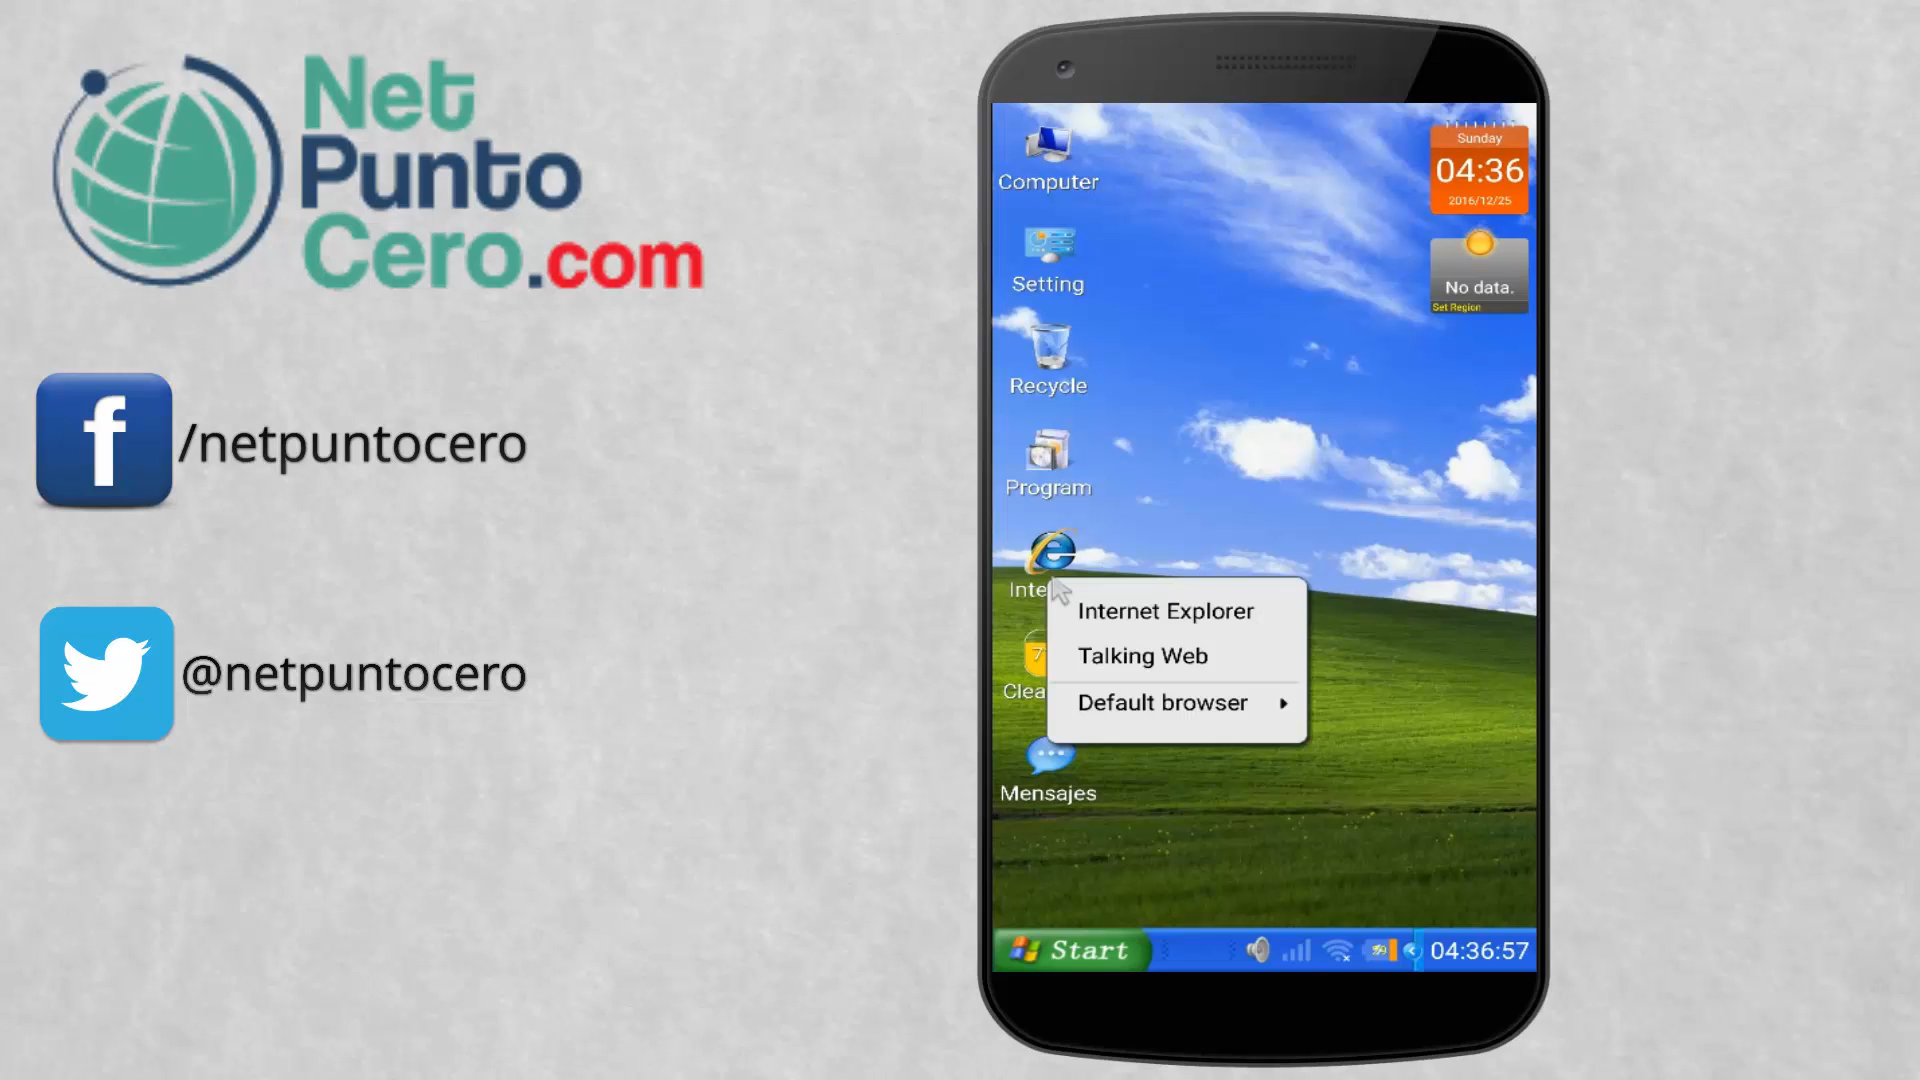 Net
Punto
Cero.com
f
/netpuntocero
@netpuntocero
Computer
Setting
Recycle
Program
Inte
Clea
Mensajes
Sunday
04:36
2016/12/25
No data.
Set Region
Internet Explorer
Talking Web
Default browser
Start
04:36:57